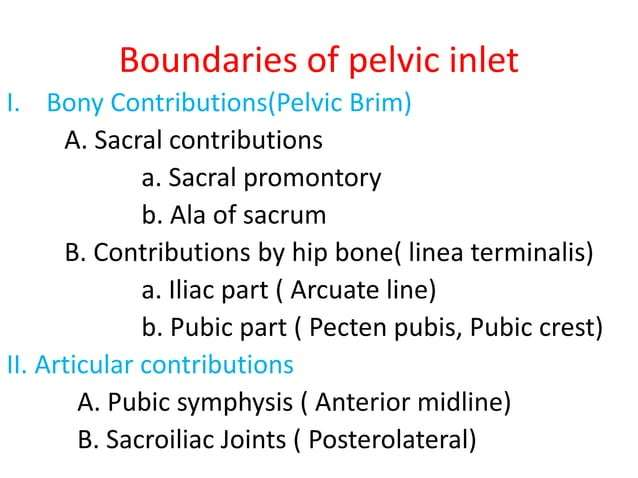 Boundaries of pelvic inlet
I. Bony Contributions(Pelvic Brim)
A. Sacral contributions
a. Sacral promontory
b. Ala of sacrum
B. Contributions by hip bone( linea terminalis)
a. Iliac part ( Arcuate line)
b. Pubic part ( Pecten pubis, Pubic crest)
II. Articular contributions
A. Pubic symphysis ( Anterior midline)
B. Sacroiliac Joints ( Posterolateral)